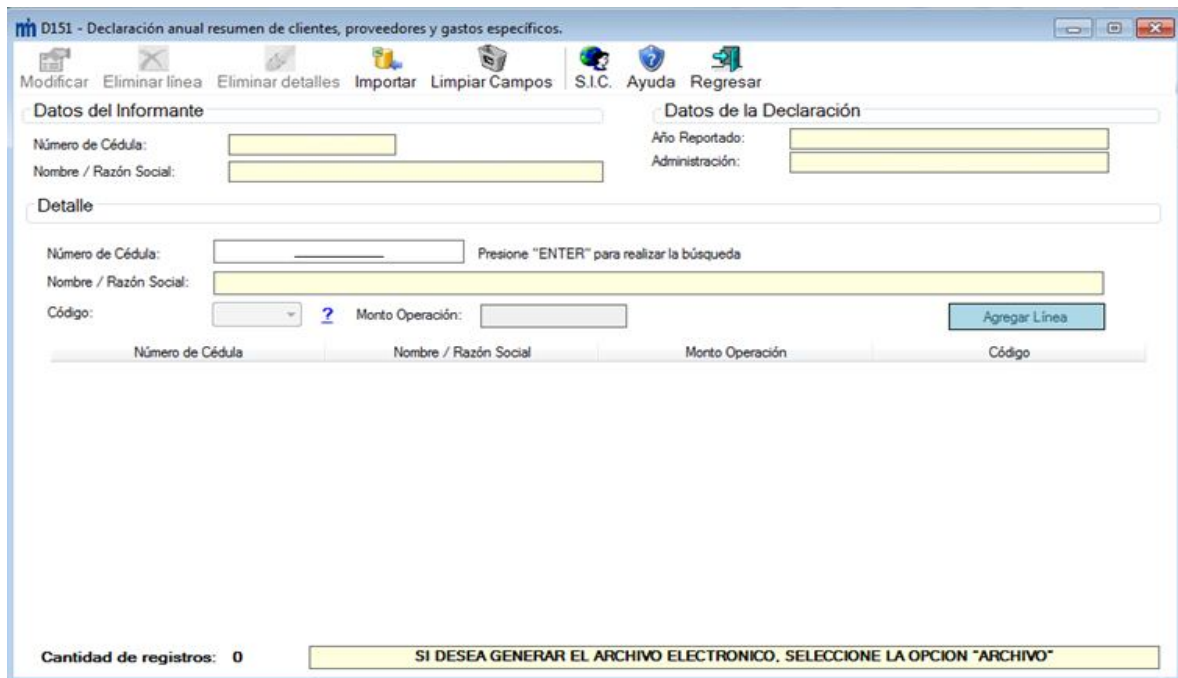 D151 - Declaración anual resumen de clientes, proveedores y gastos específicos.
Modificar Eliminar línea Eliminar detalles Importar Limpiar Campos S.I.C. Ayuda Regresar
Datos del Informante Datos de la Declaración
Número de Cédula: Año Reportado:
Nombre / Razón Social: Administración:
Detalle
Número de Cédula: Presione "ENTER" para realizar la búsqueda
Nombre / Razón Social:
Código: ? Monto Operación: Agregar Línea
Número de Cédula Nombre / Razón Social Monto Operación Código
Cantidad de registros: 0 SI DESEA GENERAR EL ARCHIVO ELECTRONICO, SELECCIONE LA OPCION "ARCHIVO"